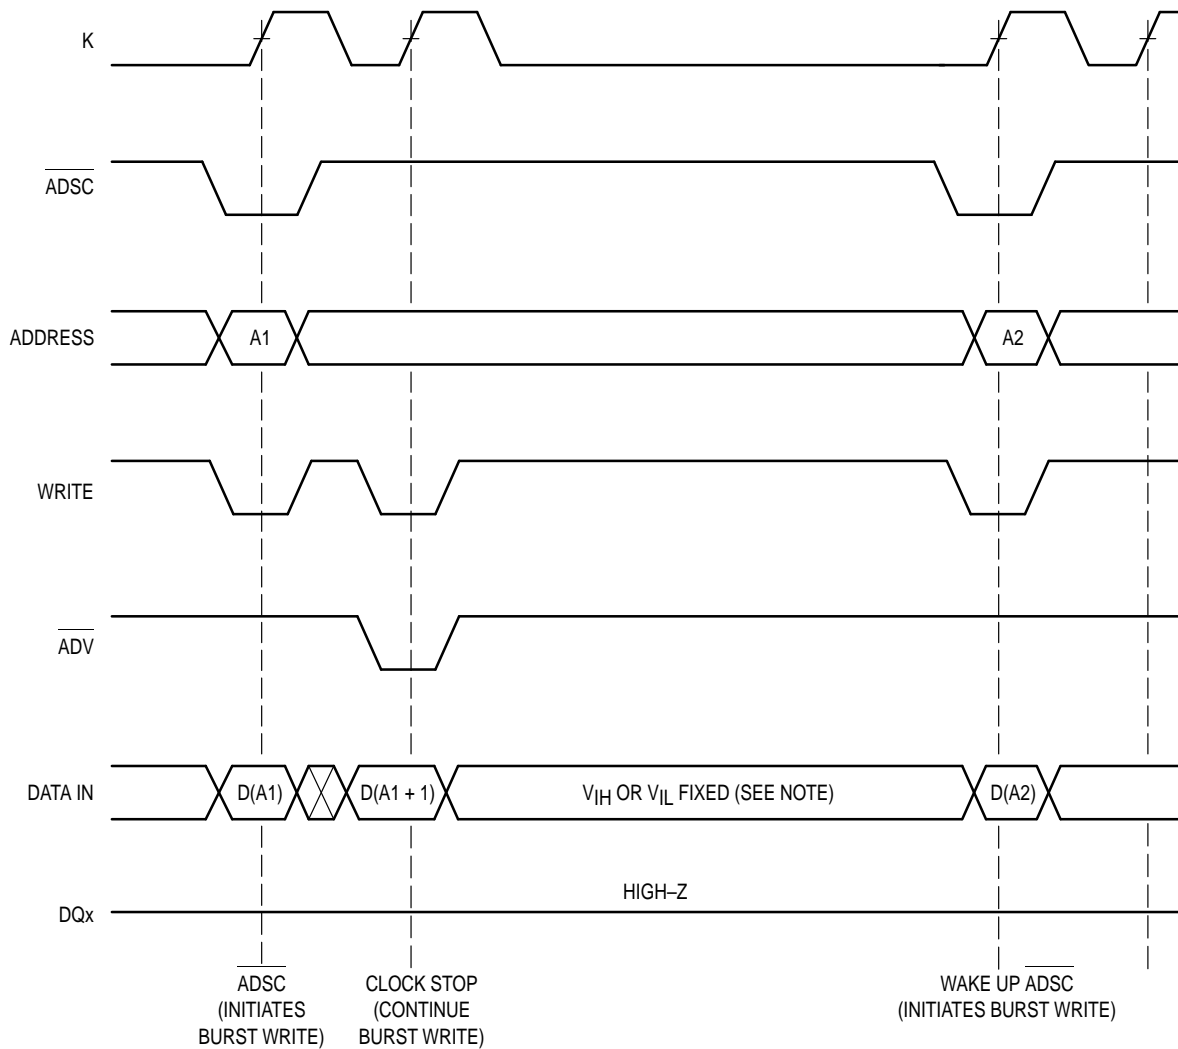 K
ADSC
ADDRESS
A1
A2
WRITE
ADV
DATA IN
D(A1)
D(A1 + 1)
VIH OR VIL FIXED (SEE NOTE)
D(A2)
HIGH–Z
DQx
ADSC
(INITIATES
BURST WRITE)
CLOCK STOP
(CONTINUE
BURST WRITE)
WAKE UP ADSC
(INITIATES BURST WRITE)